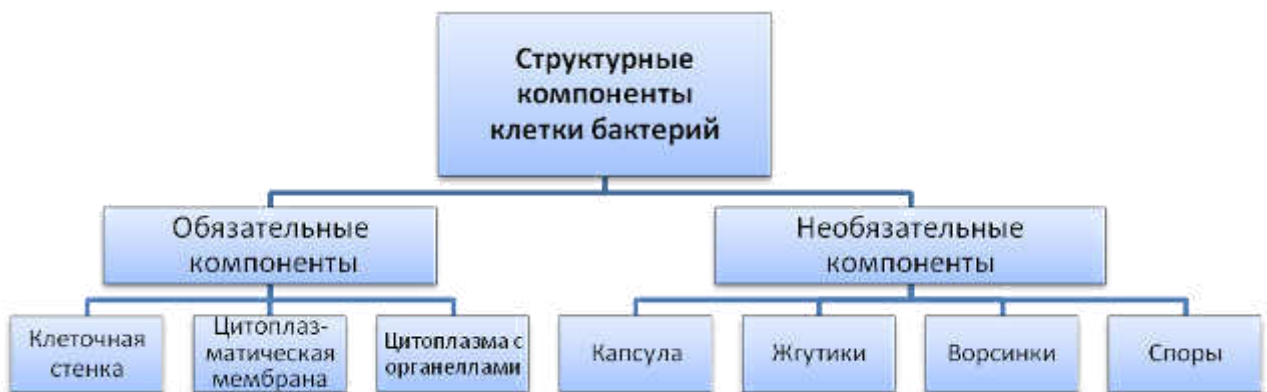 Структурные
компоненты
клетки бактерий
Обязательные
компоненты
Необязательные
компоненты
Клеточная
стенка
Цитоплаз-
матическая
мембрана
Цитоплазма с
органеллами
Капсула
Жгутики
Ворсинки
Споры